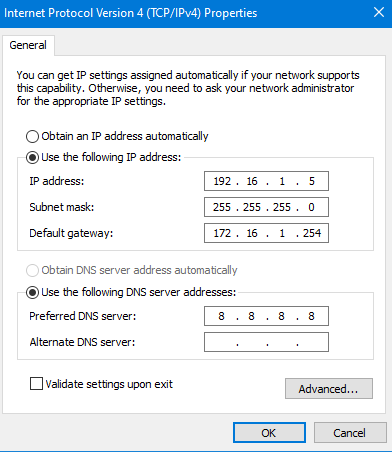 Internet Protocol Version 4 (TCP/IPv4) Properties
General
You can get IP settings assigned automatically if your network supports
this capability. Otherwise, you need to ask your network administrator
for the appropriate IP settings.
Obtain an IP address automatically
Use the following IP address:
IP address: 192 . 16 . 1 . 5
Subnet mask: 255 . 255 . 255 . 0
Default gateway: 172 . 16 . 1 . 254
Obtain DNS server address automatically
Use the following DNS server addresses:
Preferred DNS server: 8 . 8 . 8 . 8
Alternate DNS server: . . .
Validate settings upon exit
Advanced...
OK Cancel